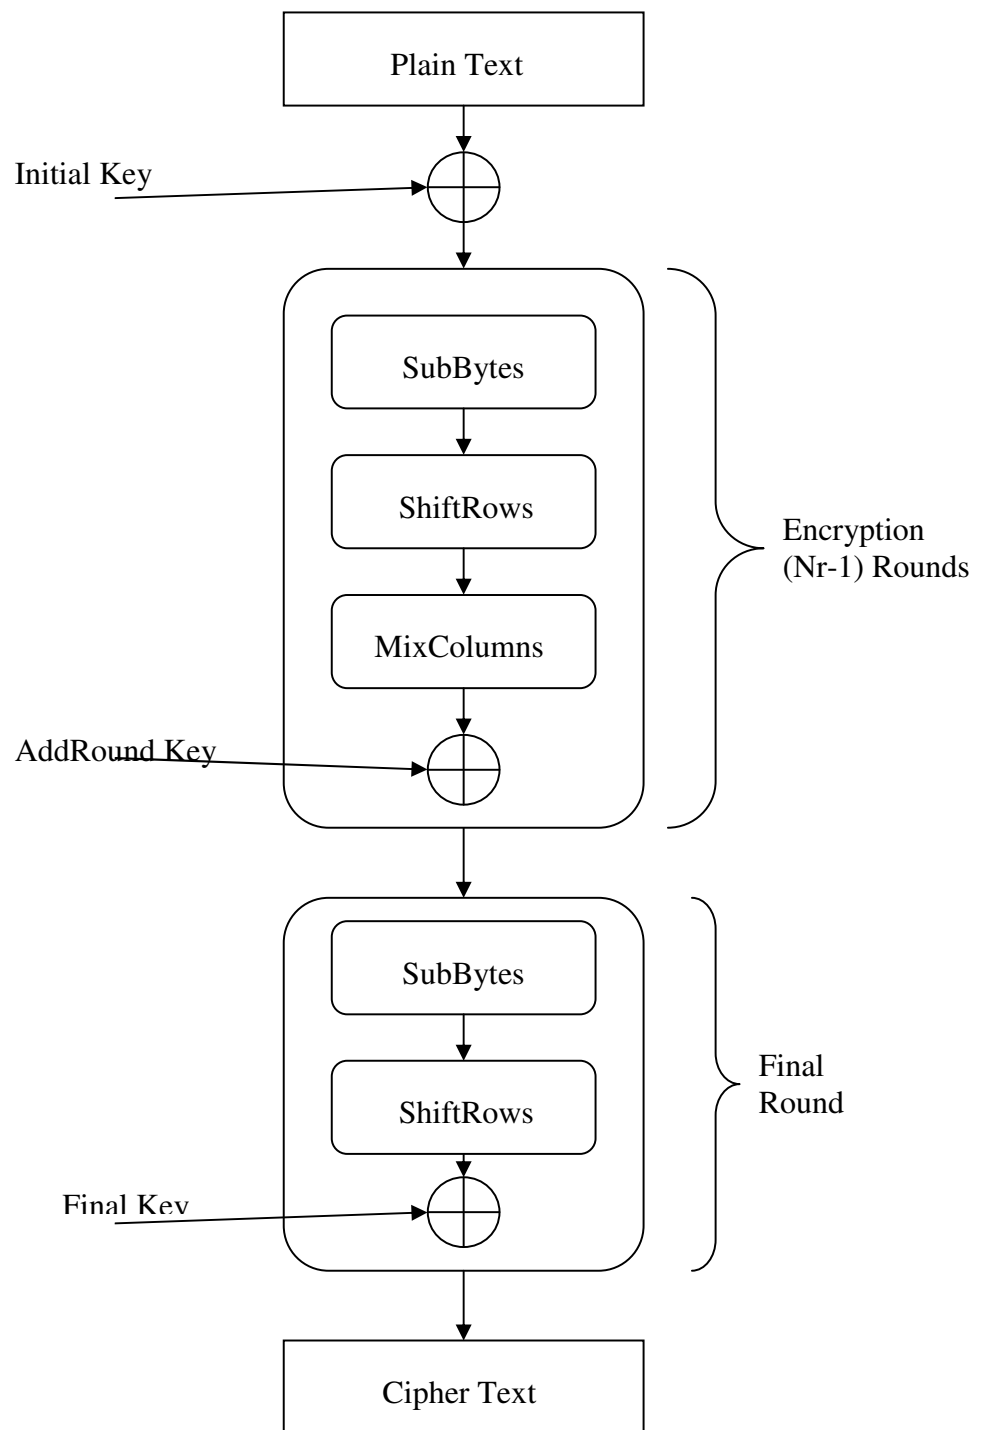 Plain Text
Initial Key
SubBytes
ShiftRows
Encryption
(Nr-1) Rounds
MixColumns
AddRound Key
SubBytes
Final
Round
ShiftRows
Final Key
Cipher Text